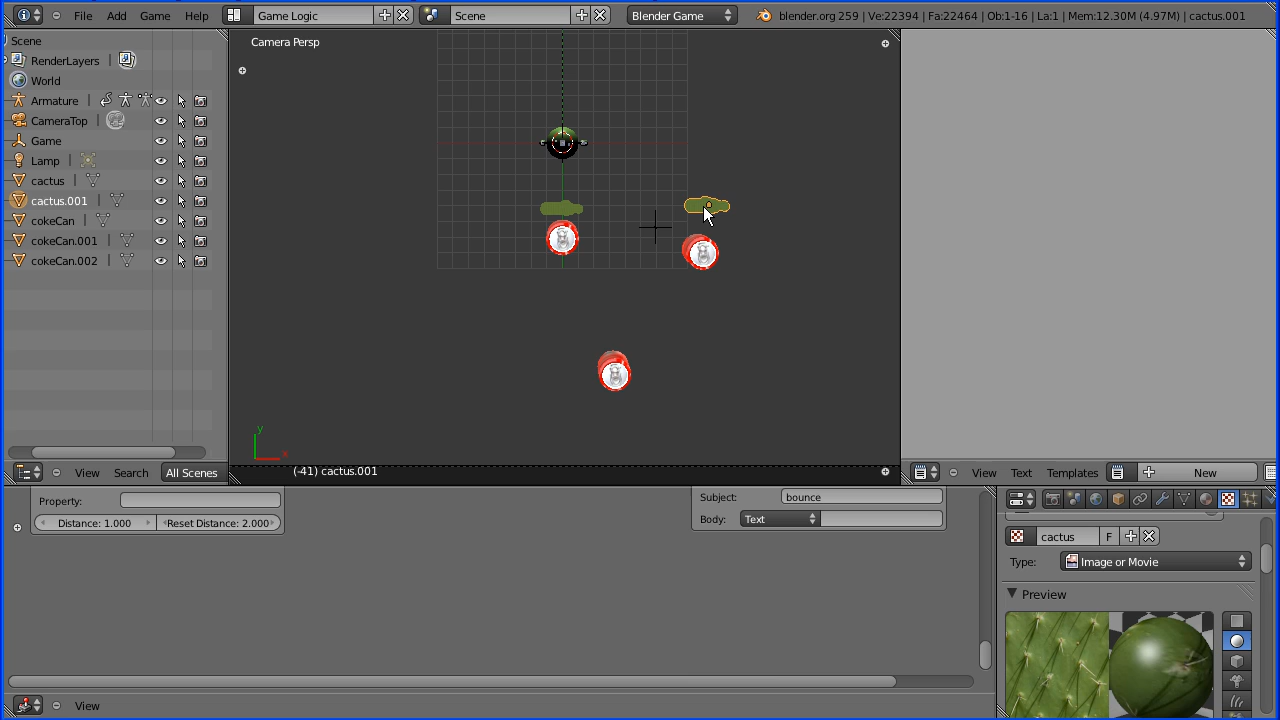 File Add Game Help Game Logic Scene Blender Game blender.org 259 | Ve:22394 | Fa:22464 | Ob:1-16 | La:1 | Mem:12.30M (4.97M) | cactus.001
Scene
RenderLayers
World
Armature
CameraTop
Game
Lamp
cactus
cactus.001
cokeCan
cokeCan.001
cokeCan.002
View Search All Scenes
Camera Persp
y
x
(-41) cactus.001
View Text Templates New
Property:
Distance: 1.000 Reset Distance: 2.000
Subject: bounce
Body: Text
View
cactus F
Type: Image or Movie
Preview